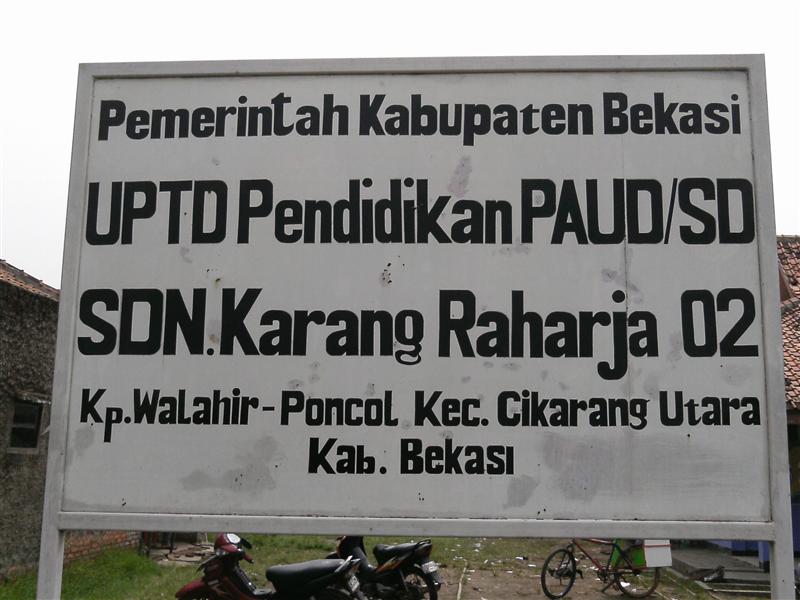 Pemerintah Kabupaten Bekasi
UPTD Pendidikan PAUD/SD
SDN.Karang Raharja 02
Kp.Walahir-Poncol Kec. Cikarang Utara
Kab. Bekasi